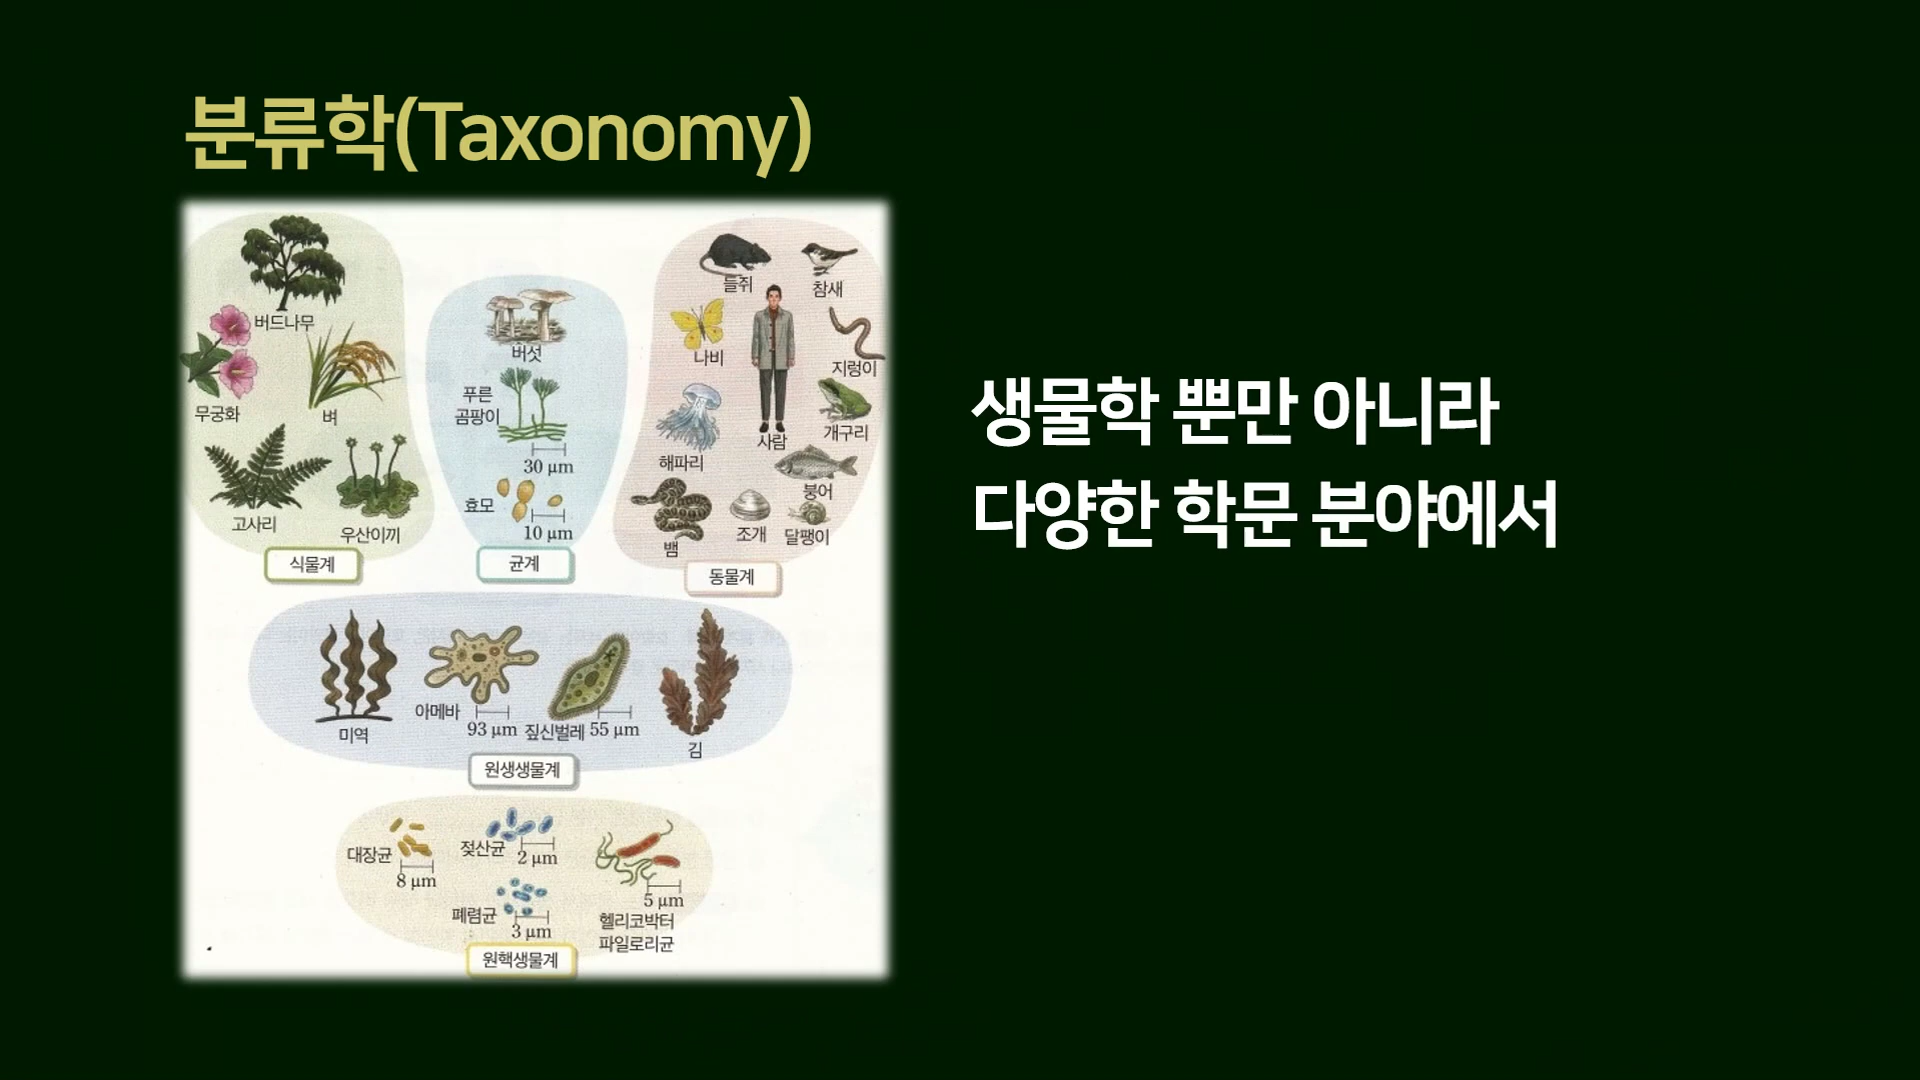 분류학(Taxonomy)
버드나무
무궁화
벼
고사리
우산이끼
식물계
버섯
푸른
곰팡이
30 μm
효모
10 μm
균계
들쥐
참새
나비
지렁이
사람
개구리
해파리
붕어
뱀
조개
달팽이
동물계
생물학 뿐만 아니라
다양한 학문 분야에서
미역
아메바
93 μm
짚신벌레
55 μm
김
원생생물계
대장균
8 μm
젖산균
2 μm
폐렴균
3 μm
5 μm
헬리코박터
파일로리균
원핵생물계